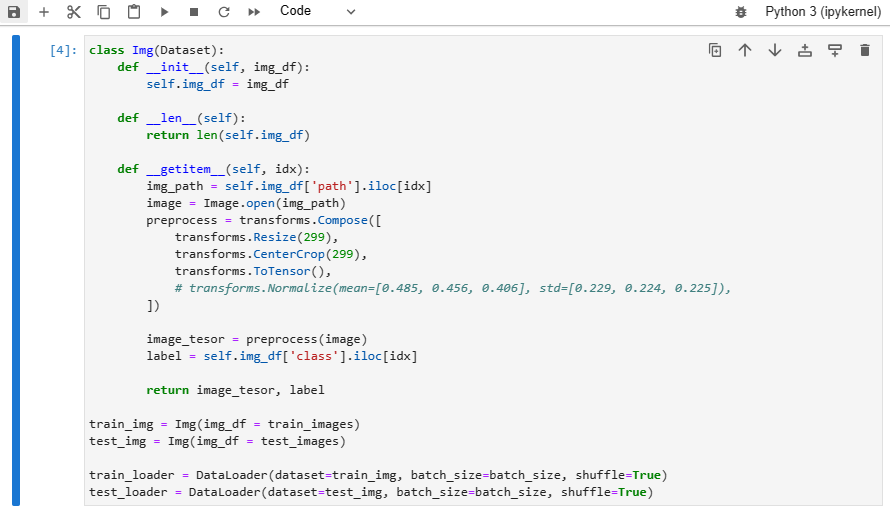 Code
Python 3 (ipykernel)
[4]: class Img(Dataset):
    def __init__(self, img_df):
        self.img_df = img_df

    def __len__(self):
        return len(self.img_df)

    def __getitem__(self, idx):
        img_path = self.img_df['path'].iloc[idx]
        image = Image.open(img_path)
        preprocess = transforms.Compose([
            transforms.Resize(299),
            transforms.CenterCrop(299),
            transforms.ToTensor(),
            # transforms.Normalize(mean=[0.485, 0.456, 0.406], std=[0.229, 0.224, 0.225]),
        ])

        image_tesor = preprocess(image)
        label = self.img_df['class'].iloc[idx]

        return image_tesor, label

train_img = Img(img_df = train_images)
test_img = Img(img_df = test_images)

train_loader = DataLoader(dataset=train_img, batch_size=batch_size, shuffle=True)
test_loader = DataLoader(dataset=test_img, batch_size=batch_size, shuffle=True)